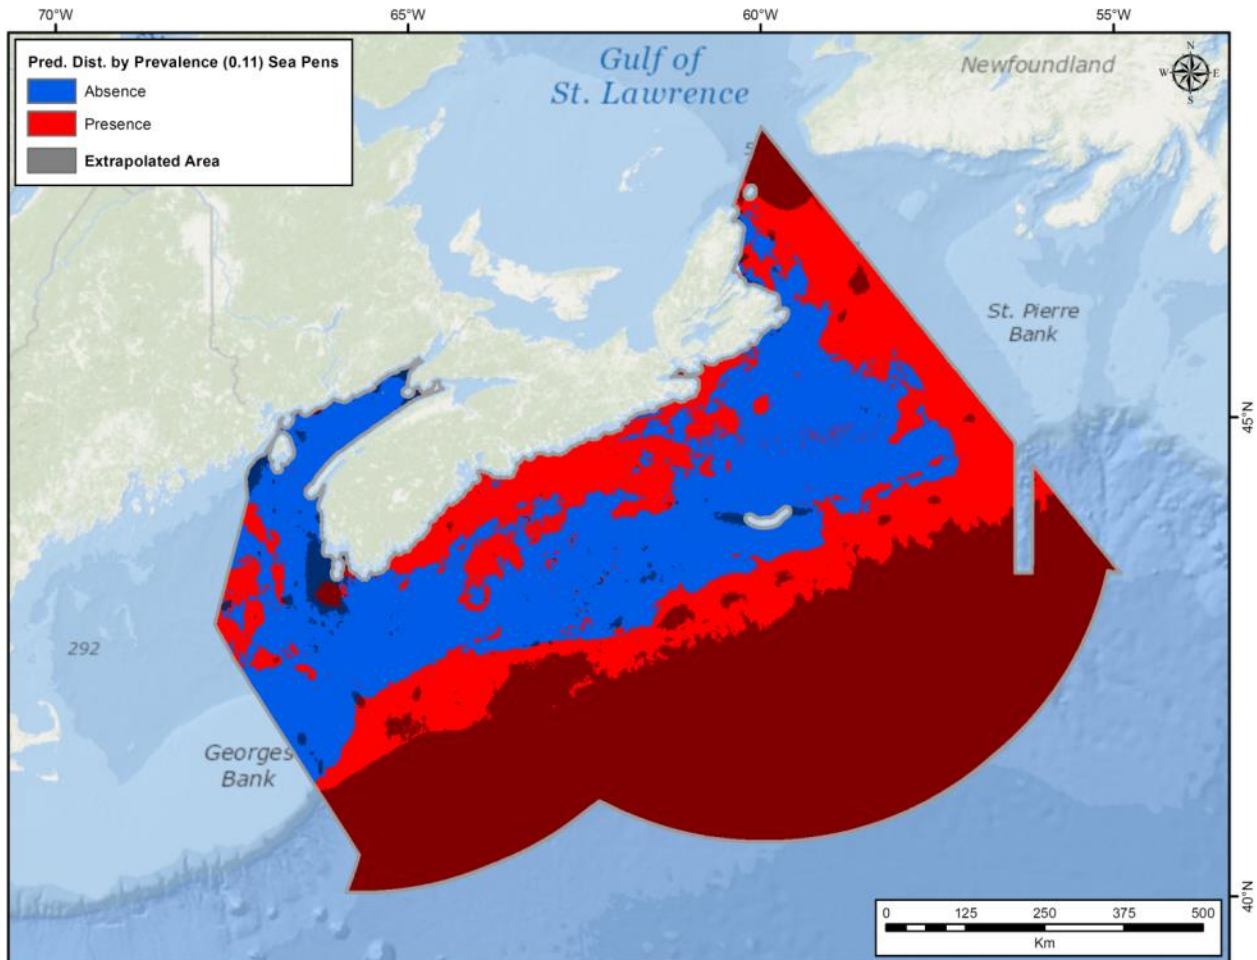 70°W
65°W
60°W
55°W
Pred. Dist. by Prevalence (0.11) Sea Pens
Absence
Presence
Extrapolated Area
Gulf of
St. Lawrence
Newfoundland
N
W
E
S
5
St. Pierre
Bank
45°N
292
Georges
Bank
40°N
0
125
250
375
500
Km